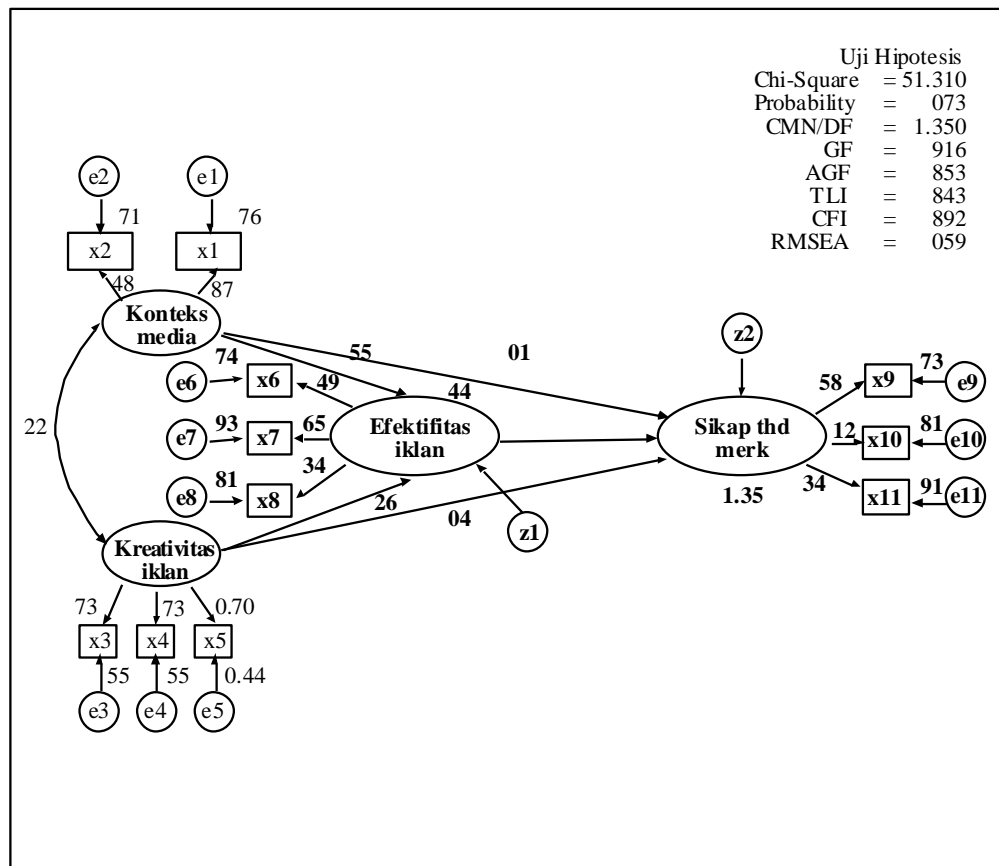 Uji Hipotesis
Chi-Square = 51.310
Probability = 073
CMN/DF = 1.350
GF = 916
AGF = 853
TLI = 843
CFI = 892
RMSEA = 059
e2
e1
71
76
x2
x1
48
87
Konteks
media
22
e6
74
x6
49
55
01
44
e7
93
x7
65
Efektifitas
iklan
e8
81
x8
34
26
04
z1
z2
Sikap thd
merk
1.35
58
x9
73
e9
12
x10
81
e10
34
x11
91
e11
Kreativitas
iklan
73
73
0.70
x3
x4
x5
55
55
0.44
e3
e4
e5